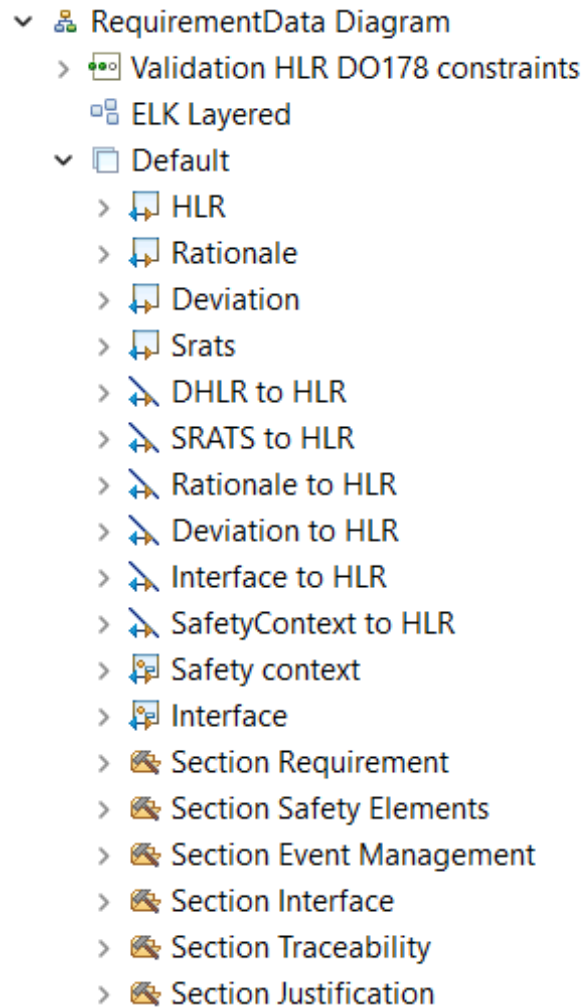 RequirementData Diagram
Validation HLR DO178 constraints
ELK Layered
Default
HLR
Rationale
Deviation
Srats
DHLR to HLR
SRATS to HLR
Rationale to HLR
Deviation to HLR
Interface to HLR
SafetyContext to HLR
Safety context
Interface
Section Requirement
Section Safety Elements
Section Event Management
Section Interface
Section Traceability
Section Justification